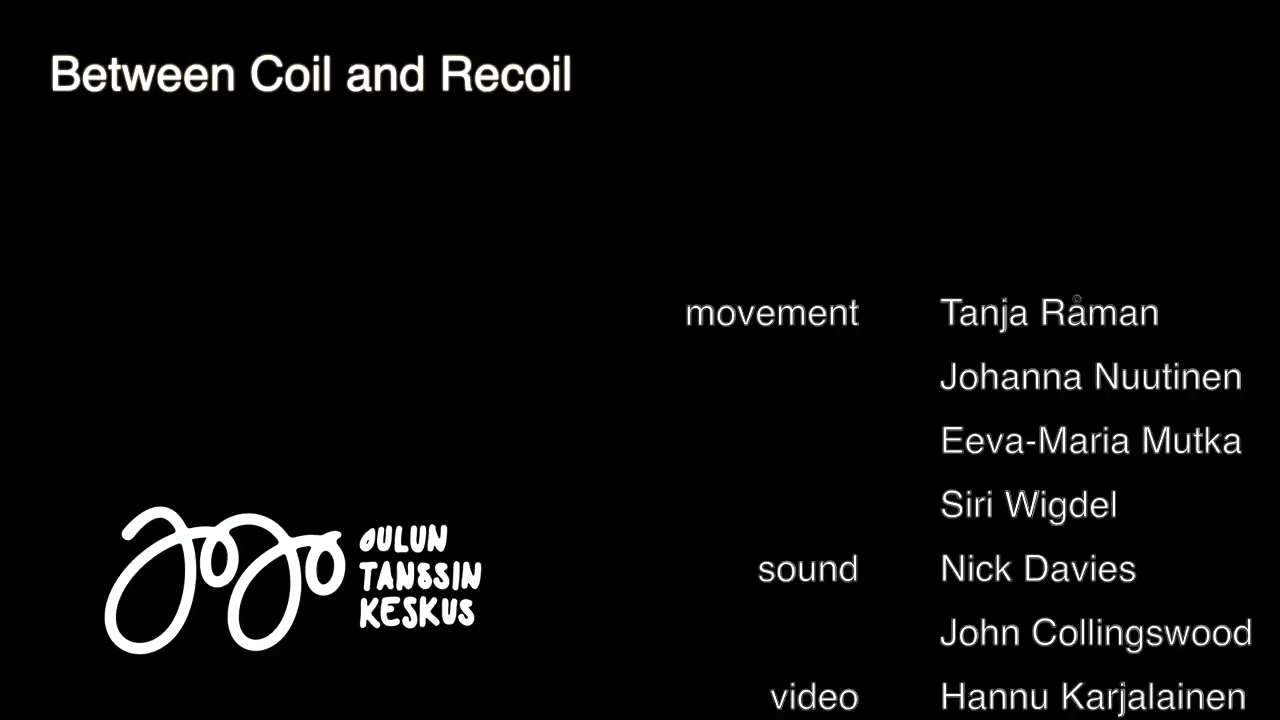 Between Coil and Recoil
movement Tanja Råman
Johanna Nuutinen
Eeva-Maria Mutka
Siri Wigdel
sound Nick Davies
John Collingswood
video Hannu Karjalainen
JoJo
OULUN
TANSSIN
KESKUS